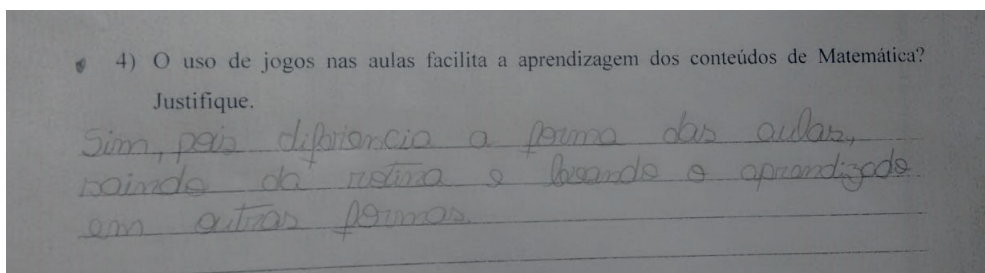 4) O uso de jogos nas aulas facilita a aprendizagem dos conteúdos de Matemática?
Justifique.
Sim, pois diferencia a forma das aulas,
saindo da rotina e levando o aprendizado
em outras formas.